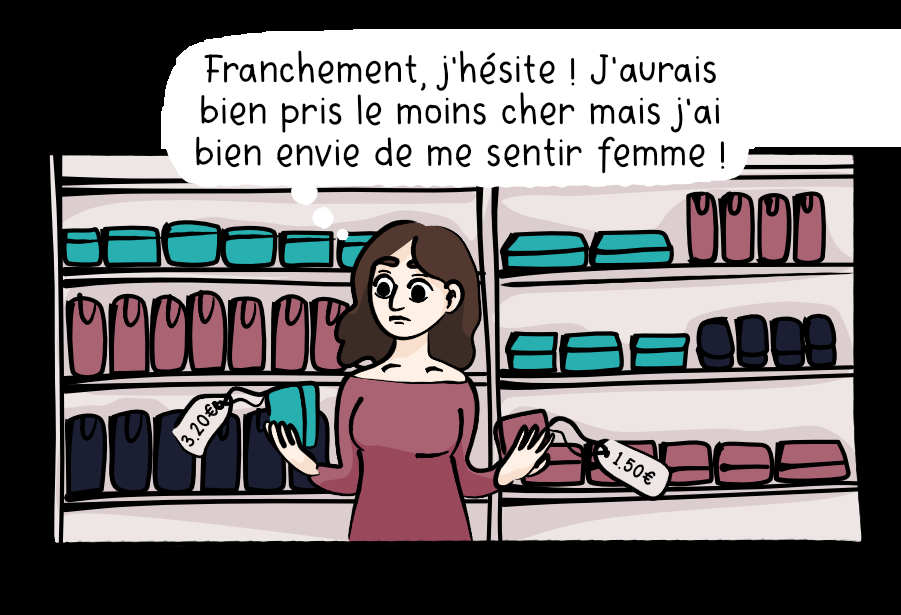 Franchement, j'hésite ! J'aurais
bien pris le moins cher mais j'ai
bien envie de me sentir femme !
3.20€
1.50€